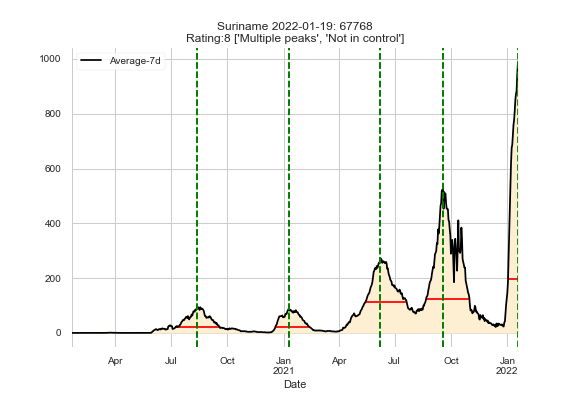 Suriname 2022-01-19: 67768
Rating:8 ['Multiple peaks', 'Not in control']
Average-7d
1000
800
600
400
200
0
Apr Jul Oct Jan Apr Jul Oct Jan
2021 2022
Date